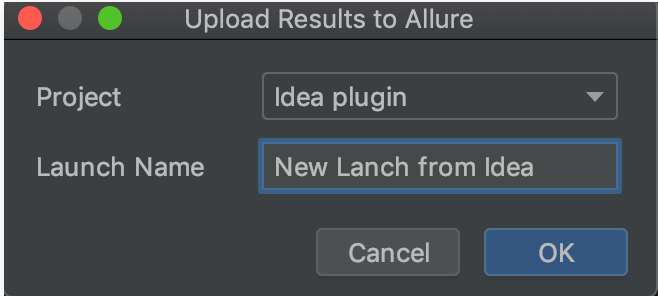 Upload Results to Allure
Project Idea plugin
Launch Name New Lanch from Idea
Cancel OK